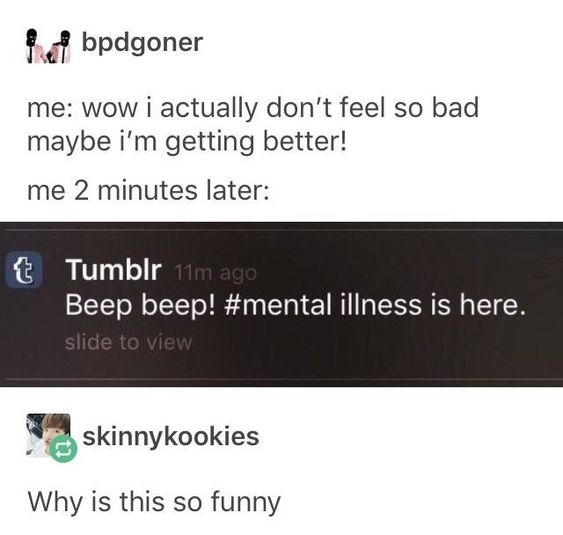 bpdgoner
me: wow i actually don't feel so bad
maybe i'm getting better!
me 2 minutes later:
Tumblr 11m ago
Beep beep! #mental illness is here.
slide to view
skinnykookies
Why is this so funny